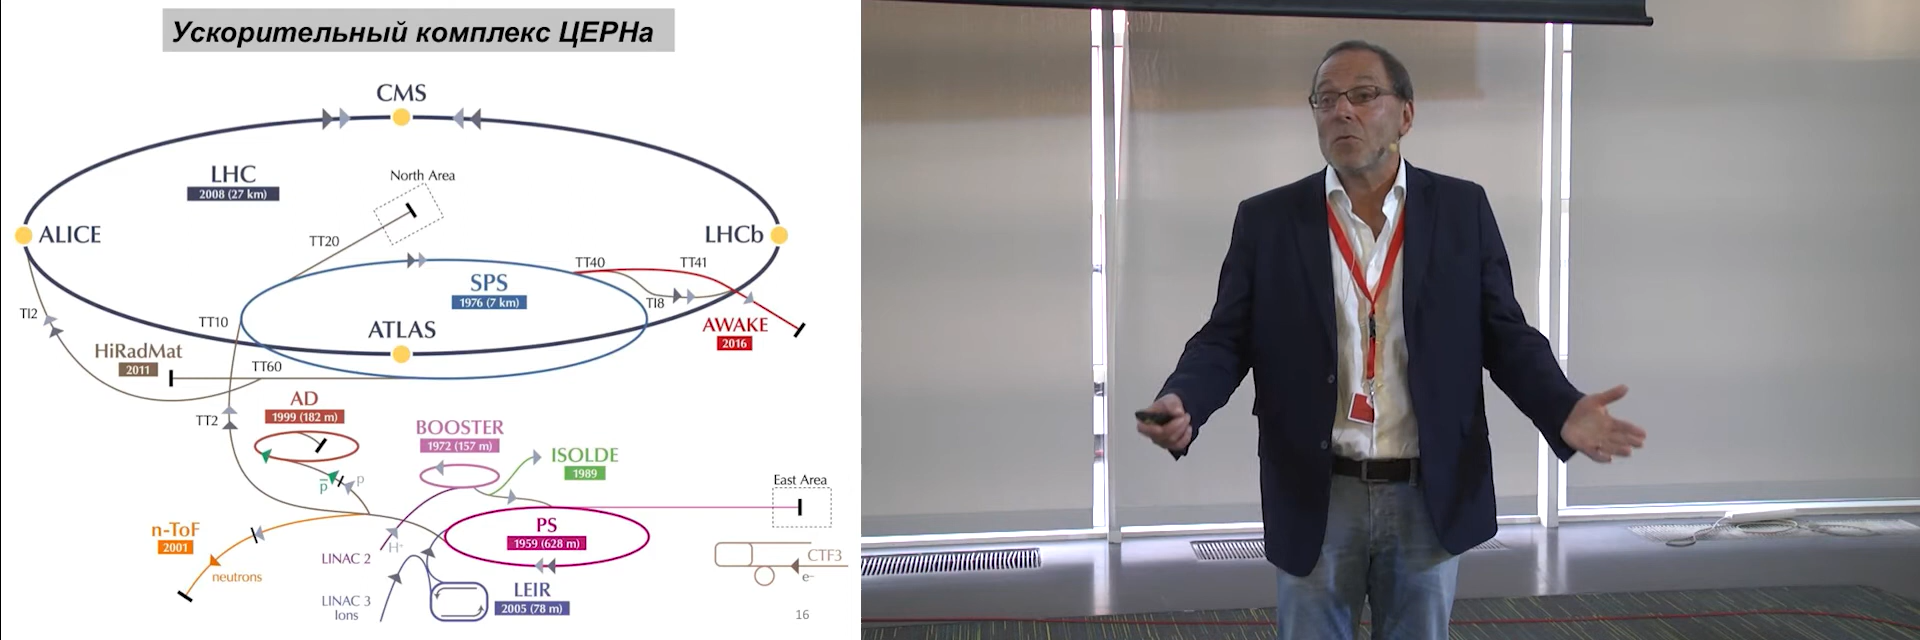 Ускорительный комплекс ЦЕРНа
CMS
LHC
2008 (27 km)
North Area
ALICE
LHCb
TT20
TT40
TT41
SPS
1976 (7 km)
TI2
TI8
TT10
ATLAS
AWAKE
2016
HiRadMat
2011
TT60
AD
1999 (182 m)
TT2
BOOSTER
1972 (157 m)
ISOLDE
1989
p̅
p
East Area
n-ToF
2001
PS
1959 (628 m)
H⁺
LINAC 2
CTF3
e⁻
neutrons
LEIR
2005 (78 m)
LINAC 3
Ions
16